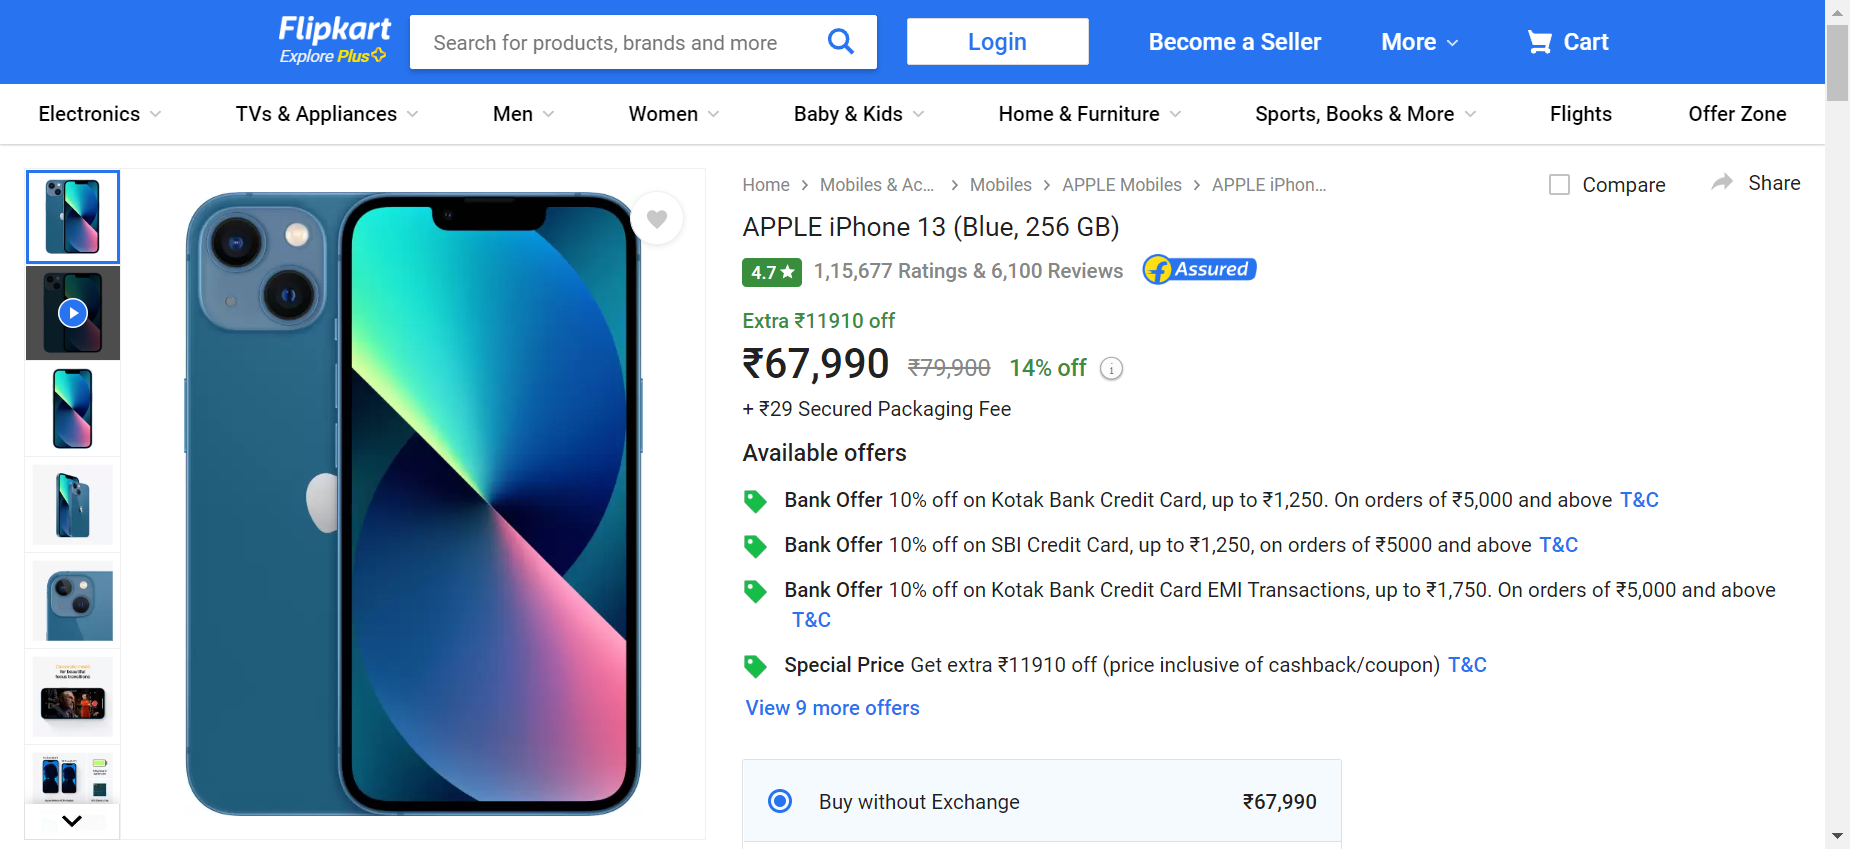 Flipkart
Explore Plus
Search for products, brands and more
Login
Become a Seller
More
Cart
Electronics
TVs & Appliances
Men
Women
Baby & Kids
Home & Furniture
Sports, Books & More
Flights
Offer Zone
Home
Mobiles & Ac...
Mobiles
APPLE Mobiles
APPLE iPhon...
Compare
Share
APPLE iPhone 13 (Blue, 256 GB)
4.7★ 1,15,677 Ratings & 6,100 Reviews
f Assured
Extra ₹11910 off
₹67,990 ₹79,900 14% off i
+ ₹29 Secured Packaging Fee
Available offers
Bank Offer 10% off on Kotak Bank Credit Card, up to ₹1,250. On orders of ₹5,000 and above T&C
Bank Offer 10% off on SBI Credit Card, up to ₹1,250, on orders of ₹5000 and above T&C
Bank Offer 10% off on Kotak Bank Credit Card EMI Transactions, up to ₹1,750. On orders of ₹5,000 and above
T&C
Special Price Get extra ₹11910 off (price inclusive of cashback/coupon) T&C
View 9 more offers
Buy without Exchange ₹67,990
for beautiful
focus transitions